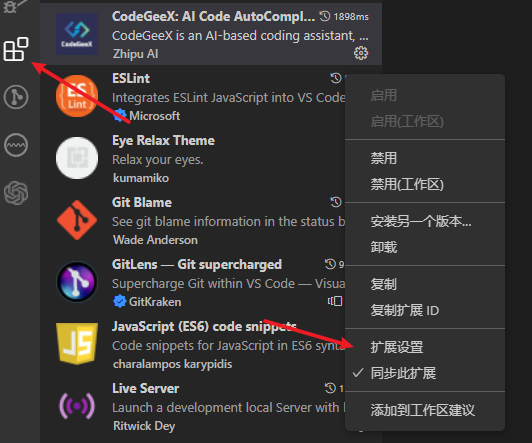 CodeGeeX: AI Code AutoCompl...
1898ms
CodeGeeX
CodeGeeX is an AI-based coding assistant, ...
Zhipu AI
ESLint
ES
Lint
Integrates ESLint JavaScript into VS Code
Microsoft
Eye Relax Theme
Relax your eyes.
kumamiko
Git Blame
See git blame information in the status b
Wade Anderson
GitLens — Git supercharged
9
Supercharge Git within VS Code — Visua
GitKraken
JavaScript (ES6) code snippets
JS
Code snippets for JavaScript in ES6 synta
charalampos karypidis
Live Server
1
Launch a development local Server with l
Ritwick Dey
启用
启用(工作区)
禁用
禁用(工作区)
安装另一个版本...
卸载
复制
复制扩展 ID
扩展设置
同步此扩展
添加到工作区建议